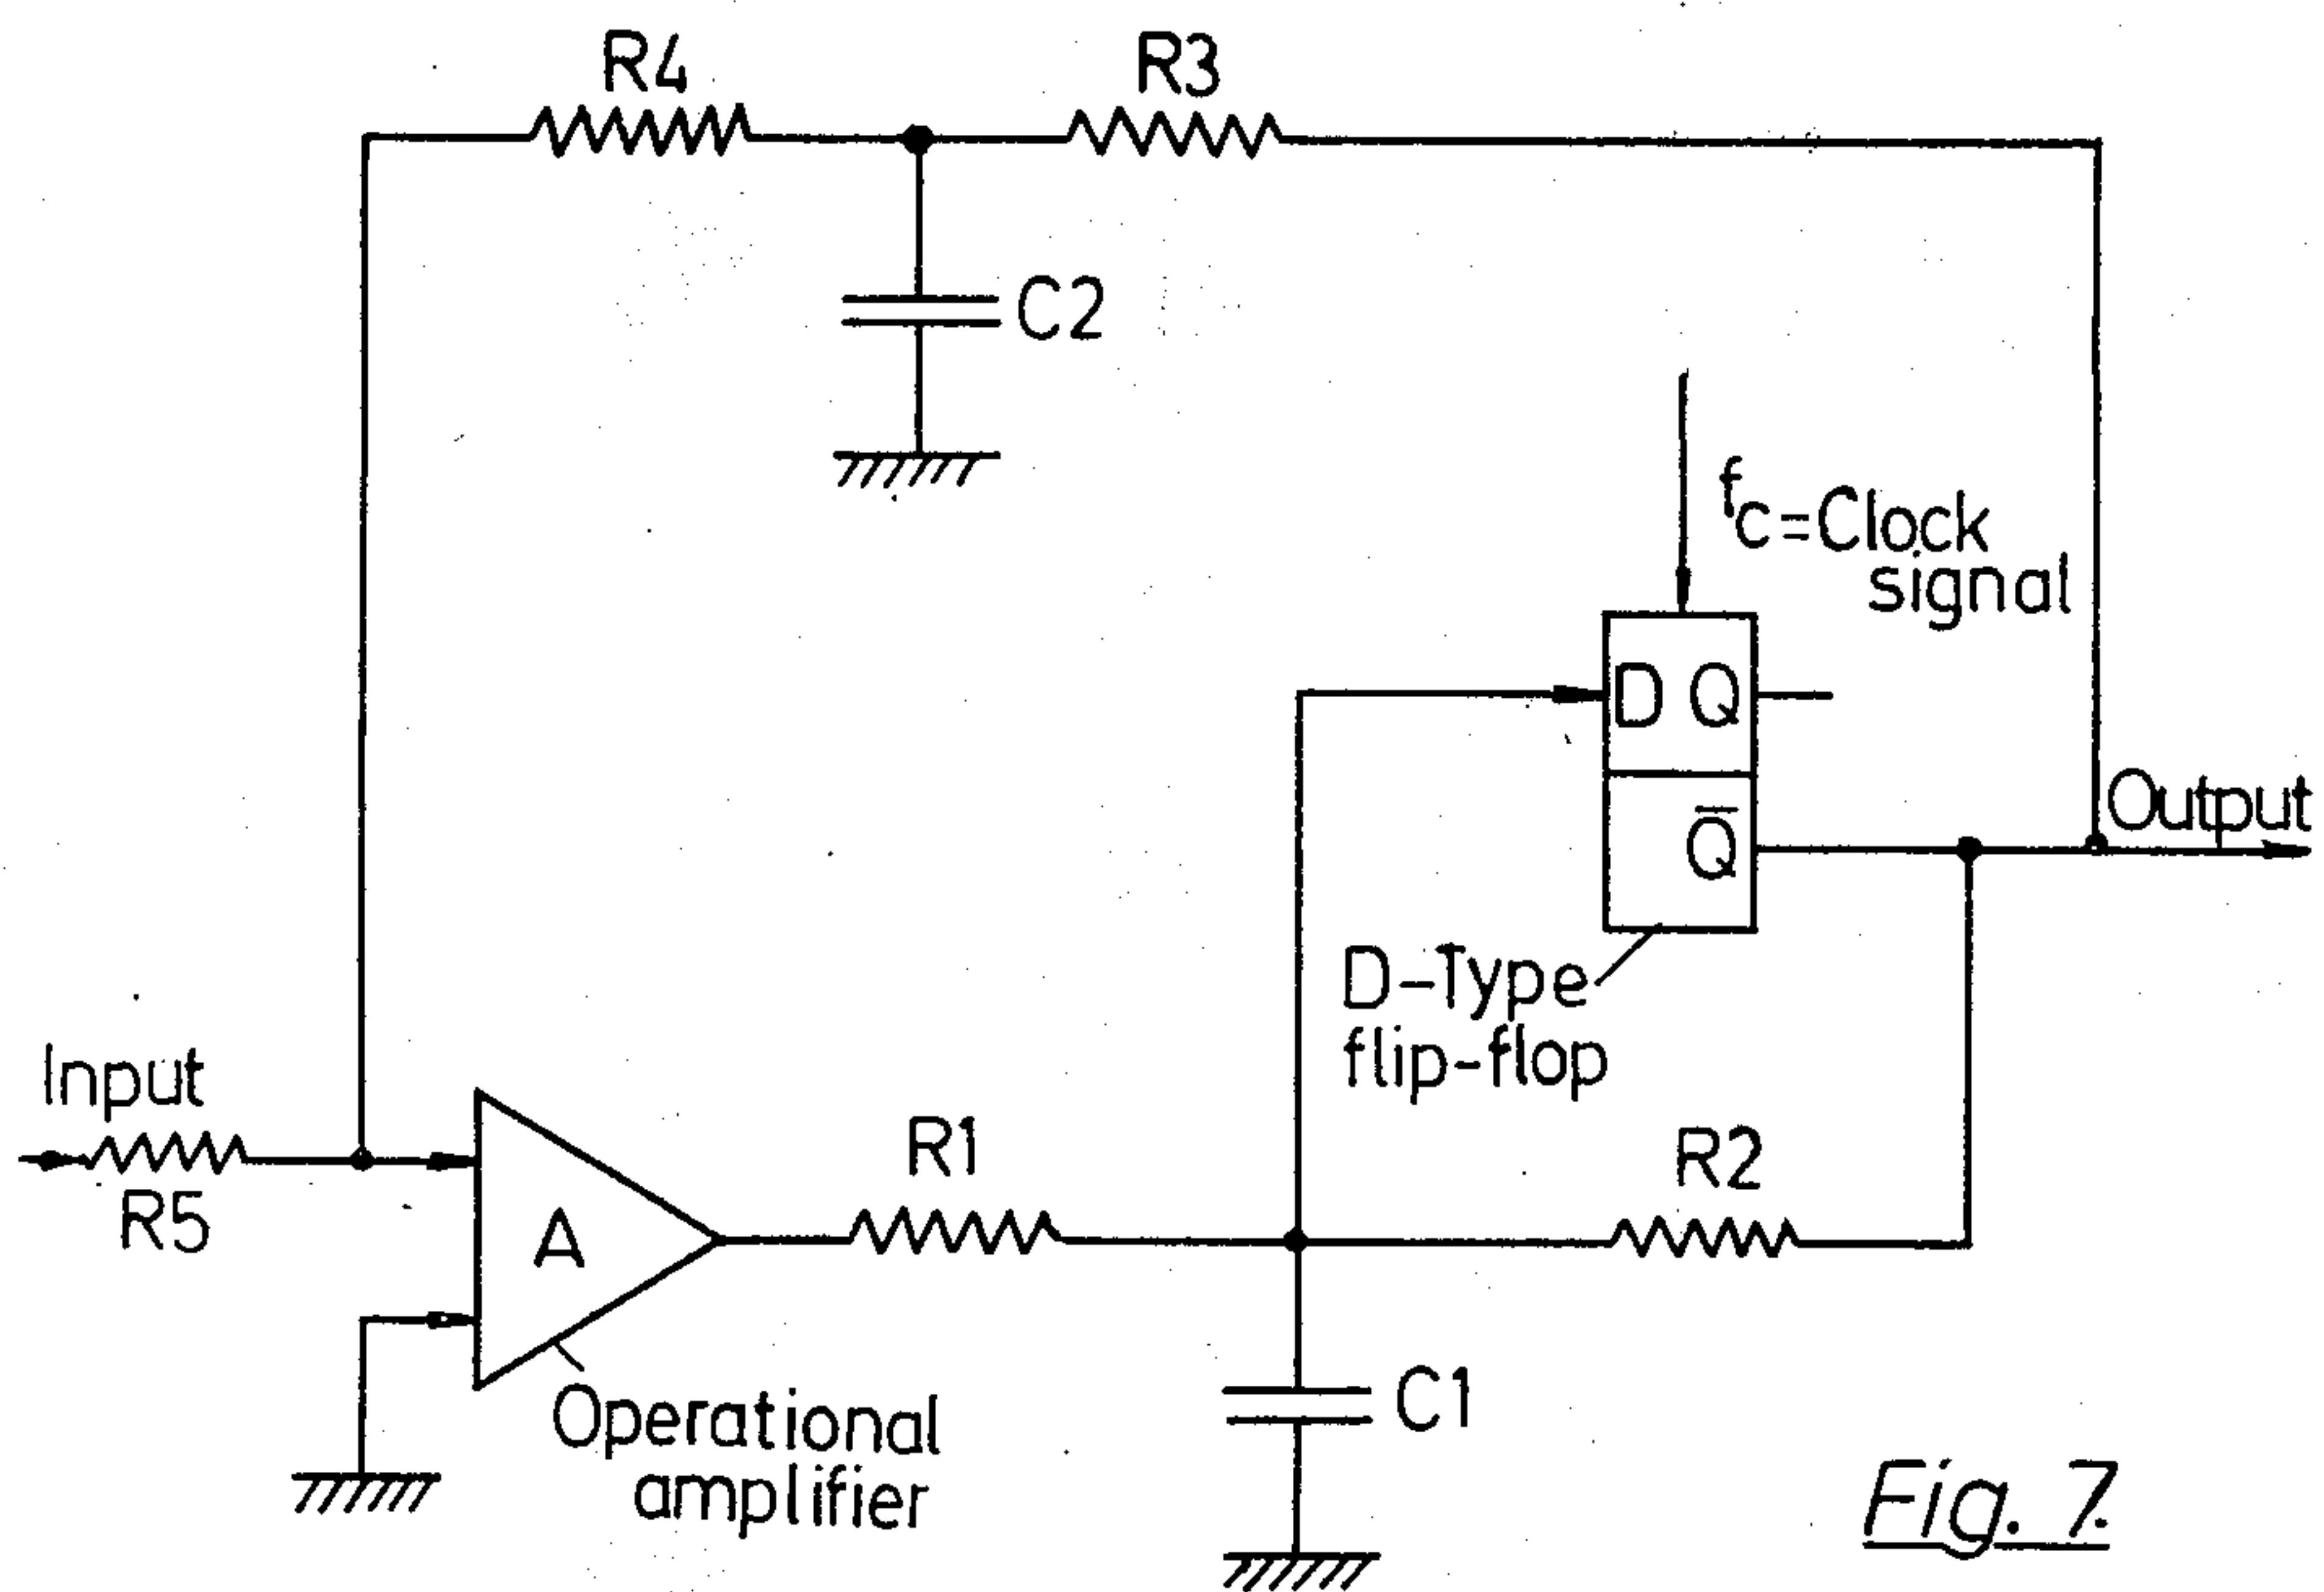 R4
R3
C2
fc=Clock
signal
D Q
Q̅
Output
D-Type
flip-flop
Input
R5
A
R1
R2
Operational
amplifier
C1
Fig. 7.